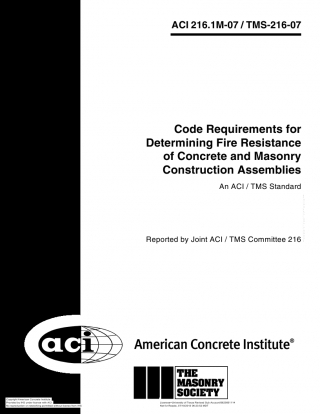 ACI 216.1M-07 / TMS-216-07
Code Requirements for
Determining Fire Resistance
of Concrete and Masonry
Construction Assemblies
An ACI / TMS Standard
Reported by Joint ACI / TMS Committee 216
aci
American Concrete Institute®
THE
MASONRY
SOCIETY